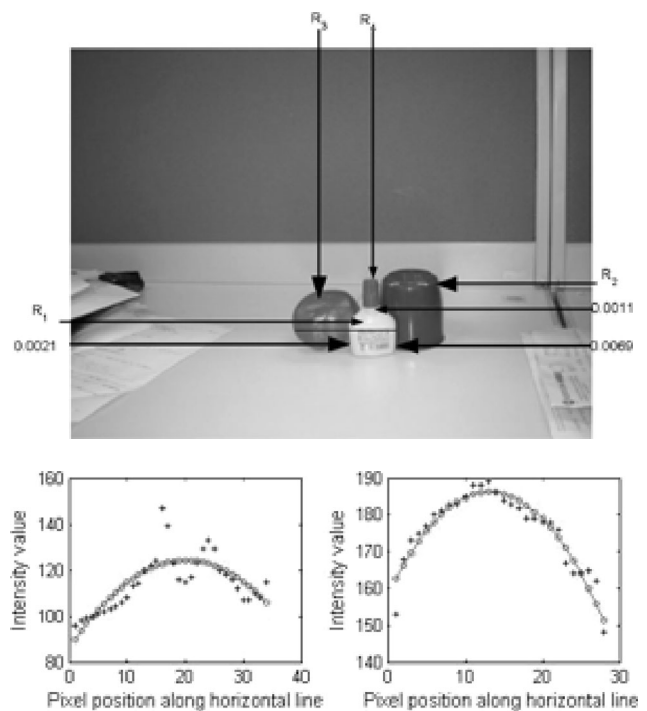 R3 R4
R2
0.0011
R1
0.0021 0.0069
160
140
120
100
80
0 10 20 30 40
Intensity value
Pixel position along horizontal line
190
180
170
160
150
140
0 10 20 30
Intensity value
Pixel position along horizontal line